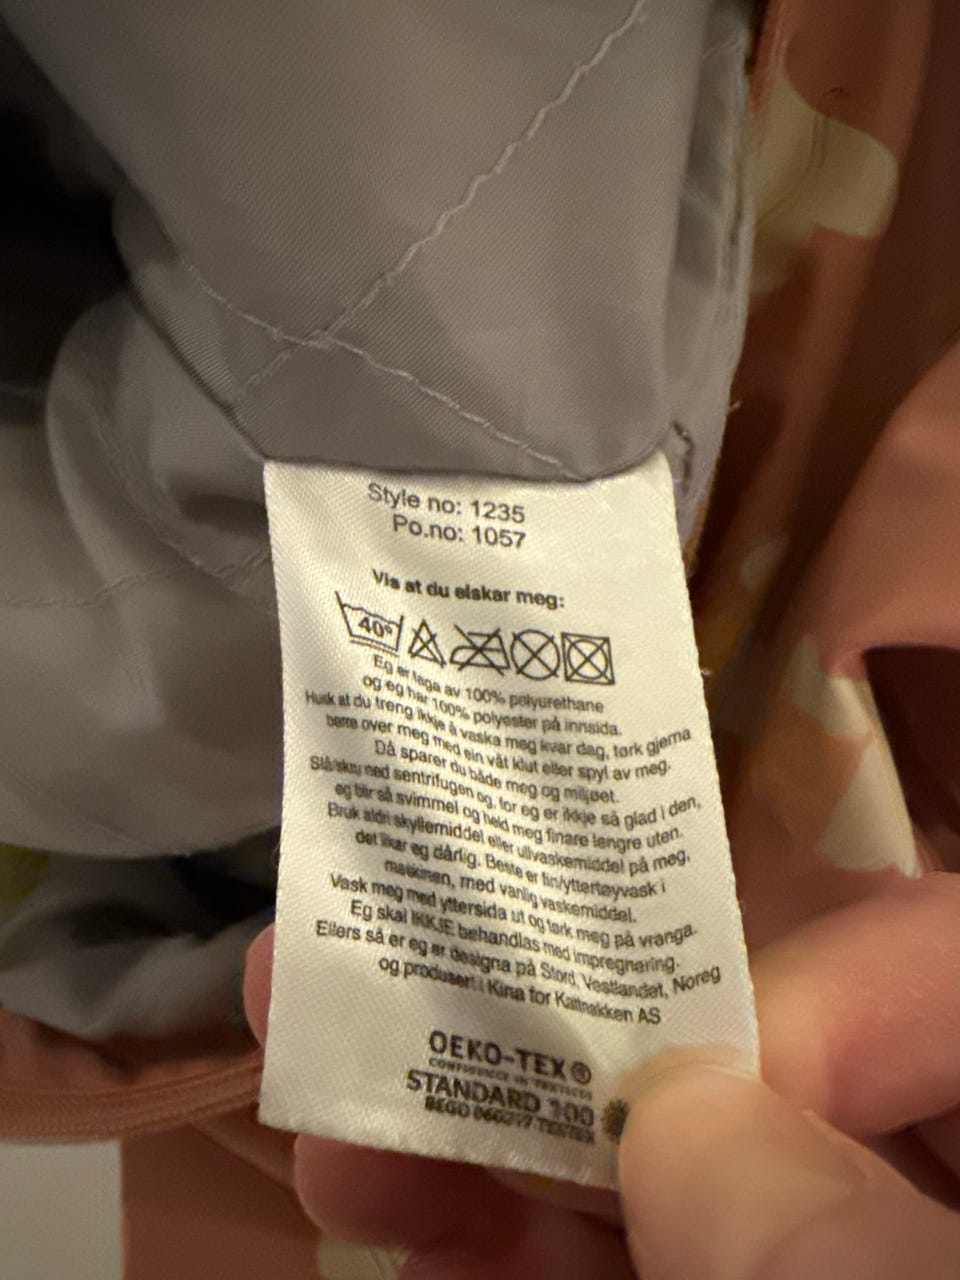 Style no: 1235
Po.no: 1057
Vis at du elskar meg:
40°
Eg er laga av 100% polyurethane
og eg har 100% polyester på innsida.
Husk at du treng ikkje å vaska meg kvar dag, tørk gjerna
berre over meg med ein våt klut eller spyl av meg.
Då sparer du både meg og miljøet.
Slå/skru ned sentrifugen og, for eg er ikkje så glad i den,
eg blir så svimmel og held meg finare lengre uten.
Bruk aldri skyllemiddel eller ullvaskemiddel på meg,
det likar eg dårlig. Beste er fin/yttertøyvask i
maskinen, med vanlig vaskemiddel.
Vask meg med yttersida ut og tørk meg på vranga.
Eg skal IKKJE behandlas med impregnering.
Ellers så er eg er designa på Stord, Vestlandet, Noreg
og produsert i Kina for Kattnakken AS
OEKO-TEX®
CONFIDENCE IN TEXTILES
STANDARD 100